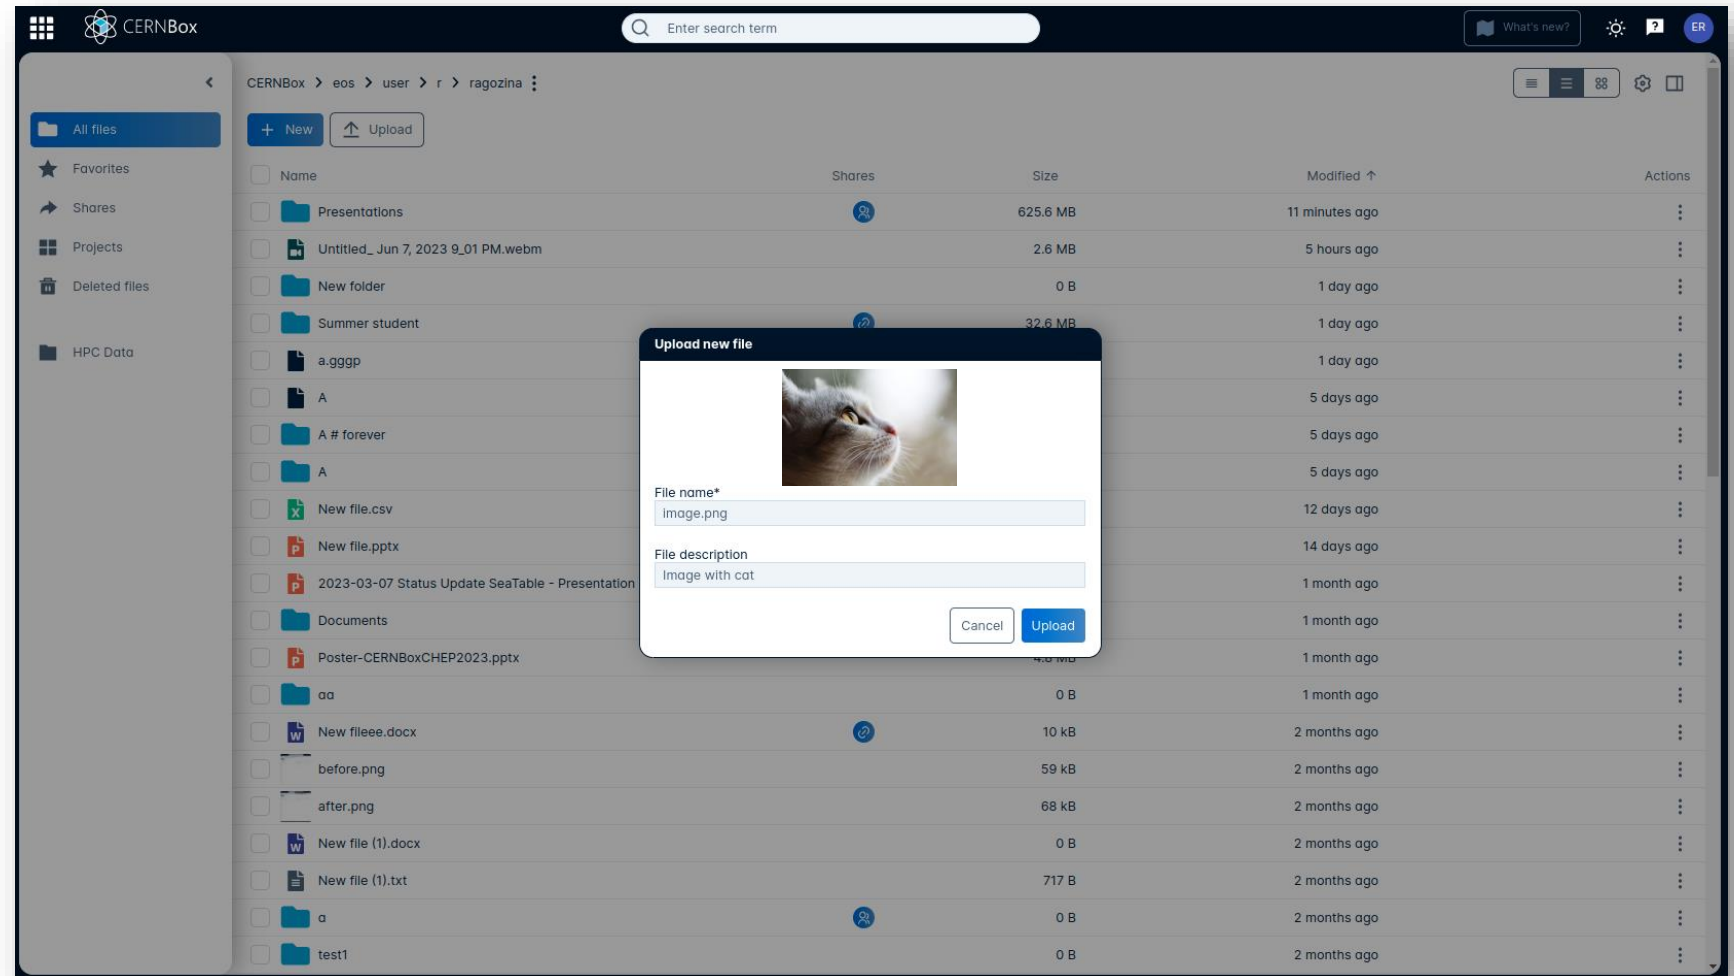 CERNBox
Enter search term
What's new?
?
ER
CERNBox > eos > user > r > ragozina
All files
Favorites
Shares
Projects
Deleted files
HPC Data
+ New
Upload
Name Shares Size Modified ↑ Actions
Presentations 625.6 MB 11 minutes ago
Untitled_ Jun 7, 2023 9_01 PM.webm 2.6 MB 5 hours ago
New folder 0 B 1 day ago
Summer student 32.6 MB 1 day ago
a.gggp 1 day ago
A 5 days ago
A # forever 5 days ago
A 5 days ago
New file.csv 12 days ago
New file.pptx 14 days ago
2023-03-07 Status Update SeaTable - Presentation 1 month ago
Documents 1 month ago
Poster-CERNBoxCHEP2023.pptx 4.8 MB 1 month ago
aa 0 B 1 month ago
New fileee.docx 10 kB 2 months ago
before.png 59 kB 2 months ago
after.png 68 kB 2 months ago
New file (1).docx 0 B 2 months ago
New file (1).txt 717 B 2 months ago
a 0 B 2 months ago
test1 0 B 2 months ago
Upload new file
File name*
image.png
File description
Image with cat
Cancel Upload